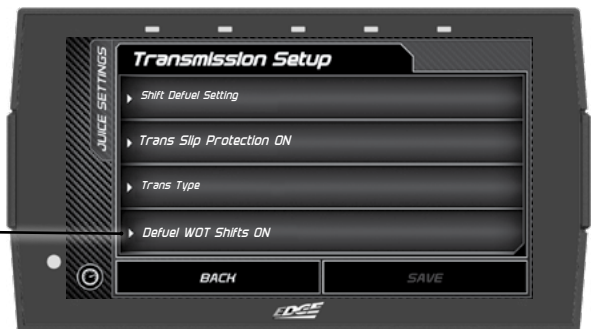 JUICE SETTINGS
Transmission Setup
Shift Defuel Setting
Trans Slip Protection ON
Trans Type
Defuel WOT Shifts ON
BACK
SAVE
EDGE